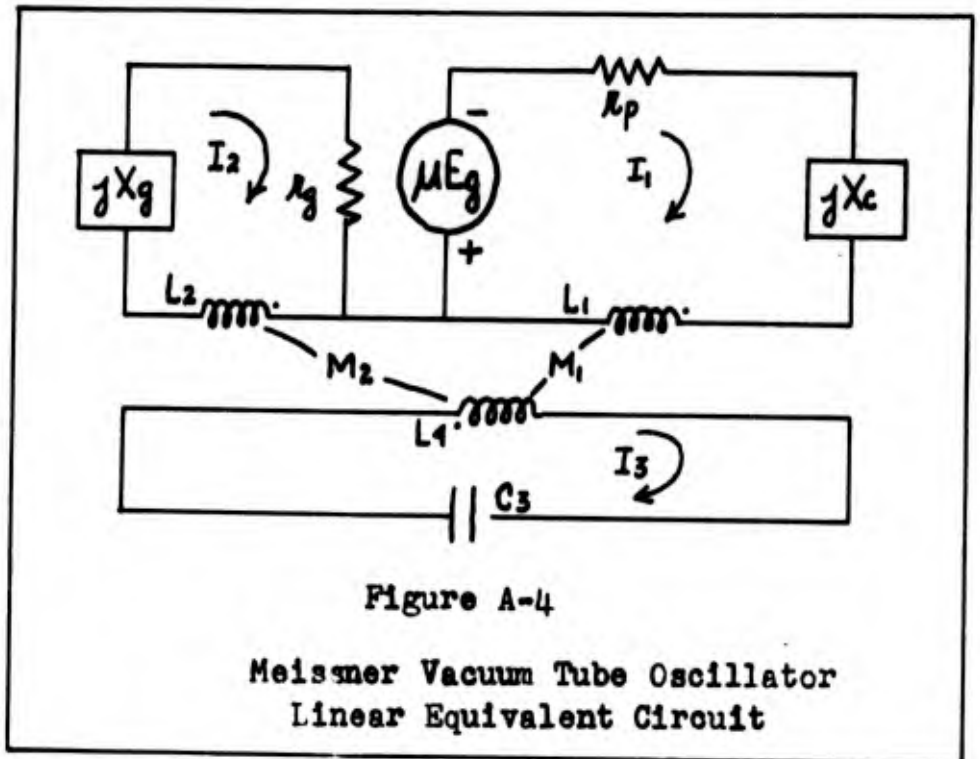 jXg
I2
rg
μEg
-
+
rp
I1
jXc
L2
L1
M2
M1
L4
I3
C3
Figure A-4
Meissner Vacuum Tube Oscillator
Linear Equivalent Circuit